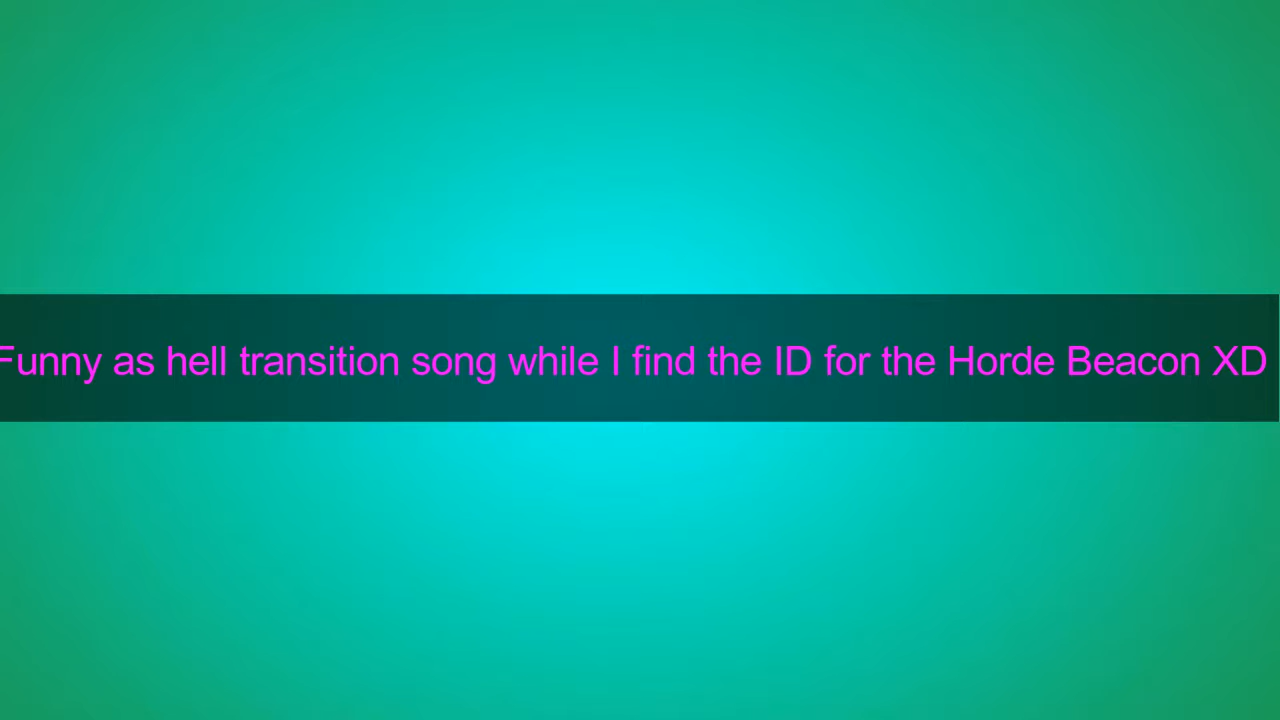 Funny as hell transition song while I find the ID for the Horde Beacon XD